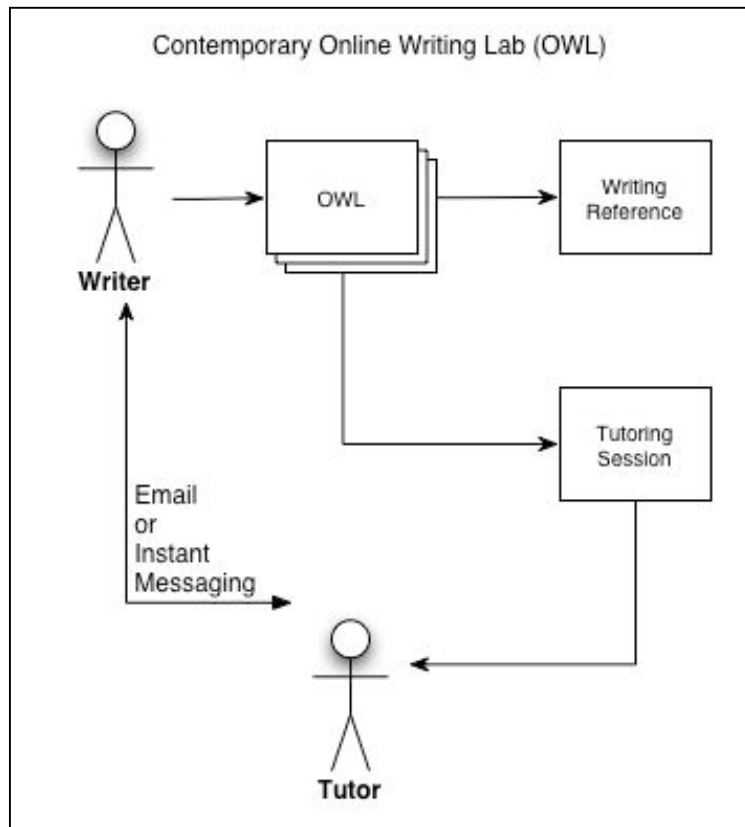 Contemporary Online Writing Lab (OWL)
OWL
Writing
Reference
Writer
Tutoring
Session
Email
or
Instant
Messaging
Tutor